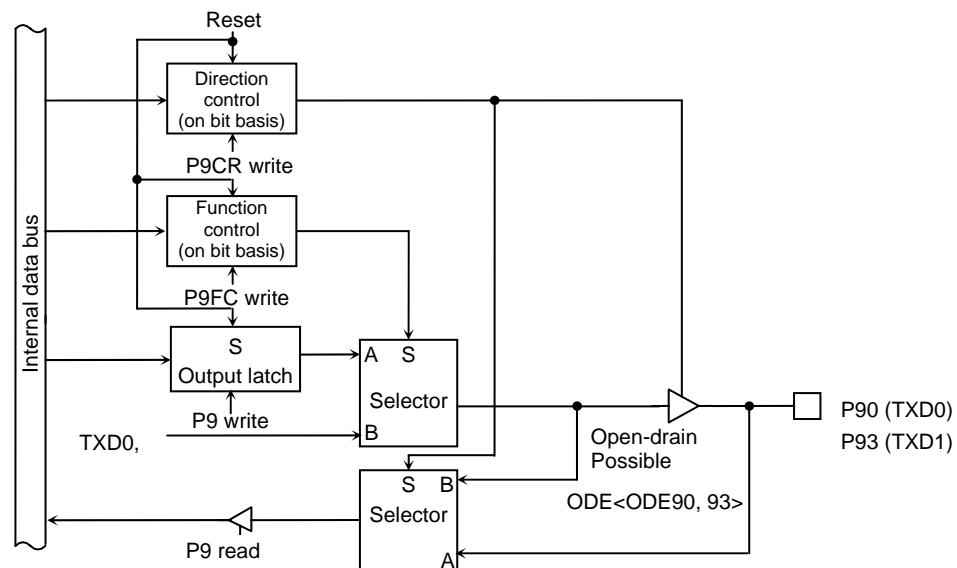 Reset
Direction
control
(on bit basis)
P9CR write
Function
control
(on bit basis)
P9FC write
Internal data bus
S
Output latch
P9 write
TXD0,
A S
Selector
B
Open-drain
Possible
ODE<ODE90, 93>
P90 (TXD0)
P93 (TXD1)
S B
Selector
A
P9 read